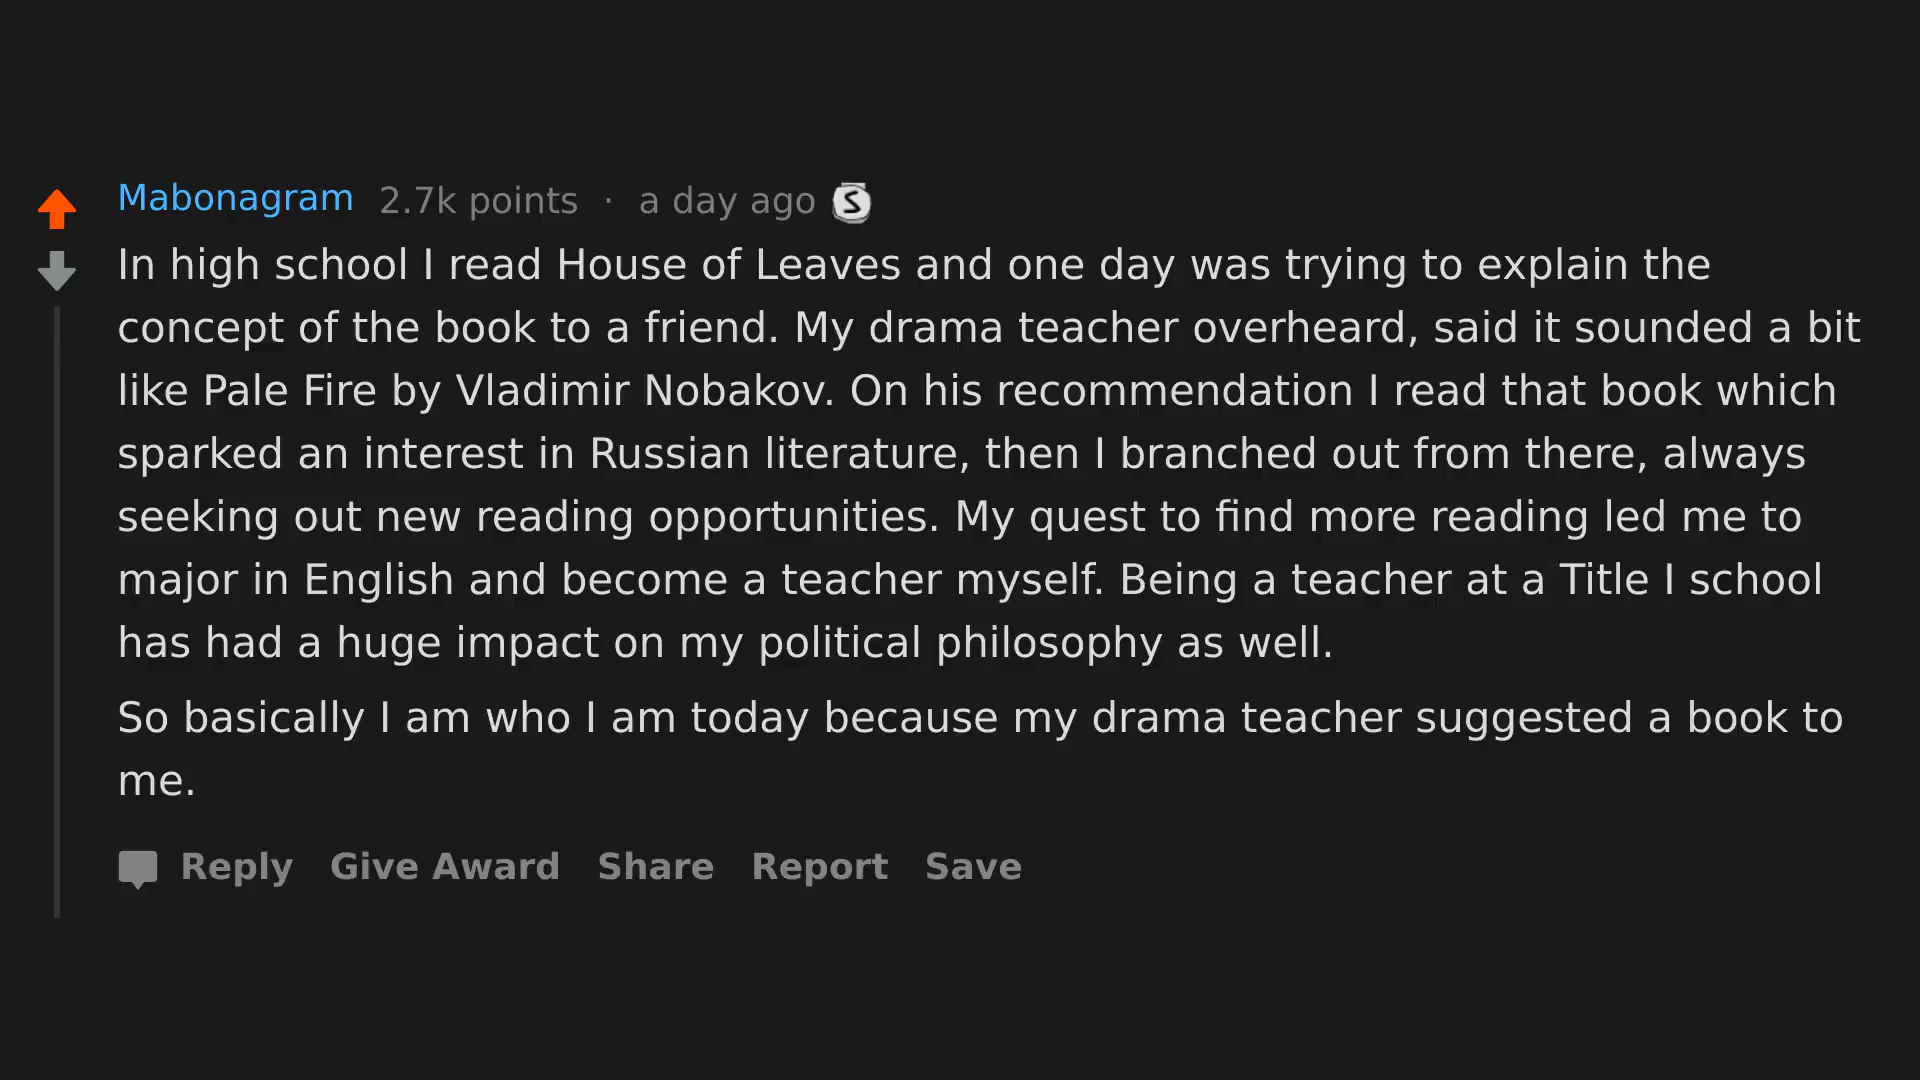 Mabonagram 2.7k points · a day ago S
In high school I read House of Leaves and one day was trying to explain the
concept of the book to a friend. My drama teacher overheard, said it sounded a bit
like Pale Fire by Vladimir Nobakov. On his recommendation I read that book which
sparked an interest in Russian literature, then I branched out from there, always
seeking out new reading opportunities. My quest to find more reading led me to
major in English and become a teacher myself. Being a teacher at a Title I school
has had a huge impact on my political philosophy as well.
So basically I am who I am today because my drama teacher suggested a book to
me.
Reply Give Award Share Report Save